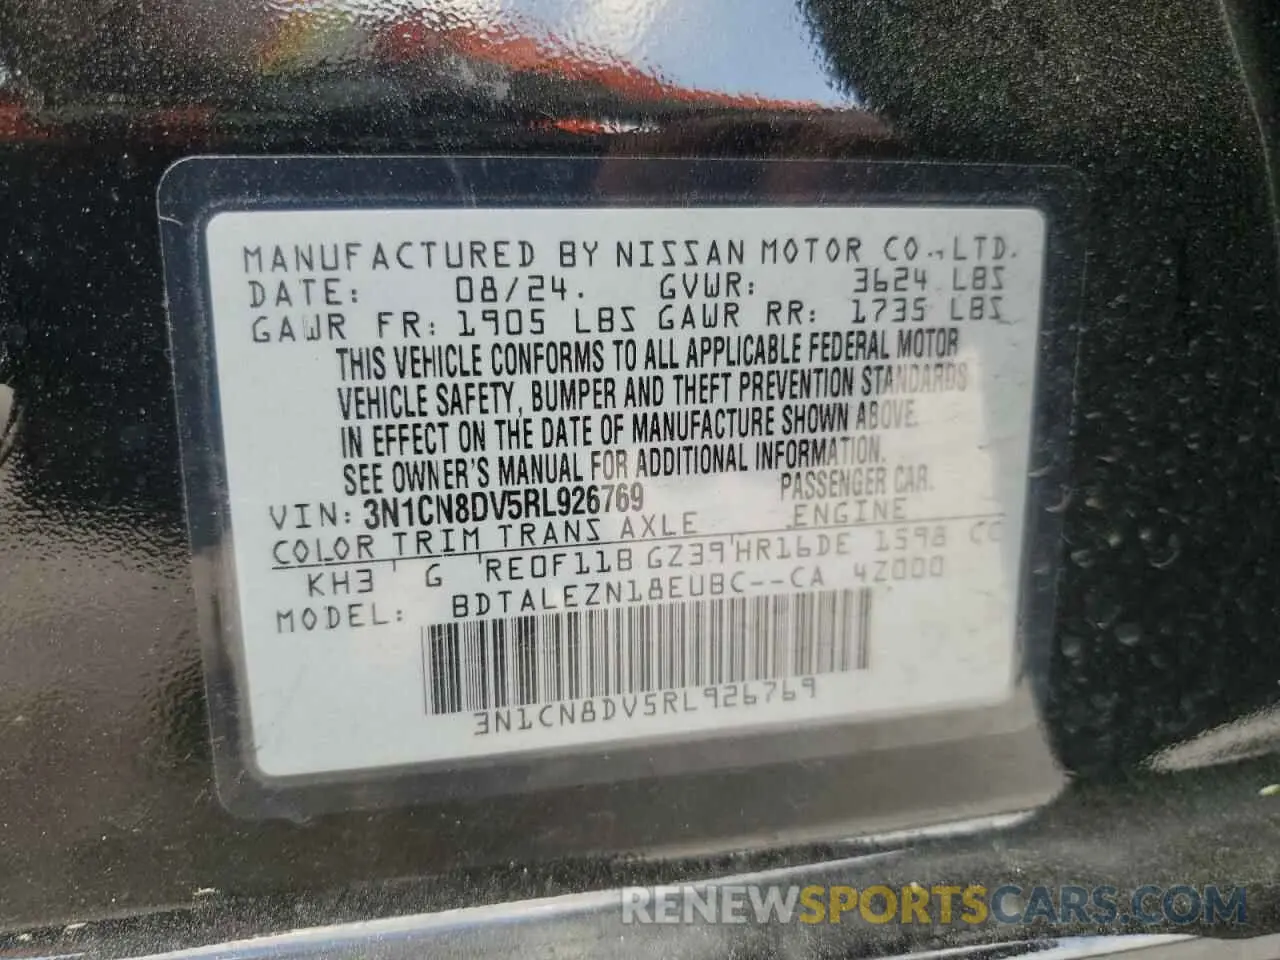 MANUFACTURED BY NISSAN MOTOR CO., LTD.
DATE: 08/24. GVWR: 3624 LBS
GAWR FR: 1905 LBS GAWR RR: 1735 LBS
THIS VEHICLE CONFORMS TO ALL APPLICABLE FEDERAL MOTOR
VEHICLE SAFETY, BUMPER AND THEFT PREVENTION STANDARDS
IN EFFECT ON THE DATE OF MANUFACTURE SHOWN ABOVE.
SEE OWNER'S MANUAL FOR ADDITIONAL INFORMATION.
VIN: 3N1CN8DV5RL926769 PASSENGER CAR.
COLOR TRIM TRANS AXLE ENGINE
KH3 G RE0F11B GZ39 HR16DE 1598 CC
MODEL: BDTALEZN18EUBC--CA 4Z000
3N1CN8DV5RL926769
RENEWSPORTSCARS.COM